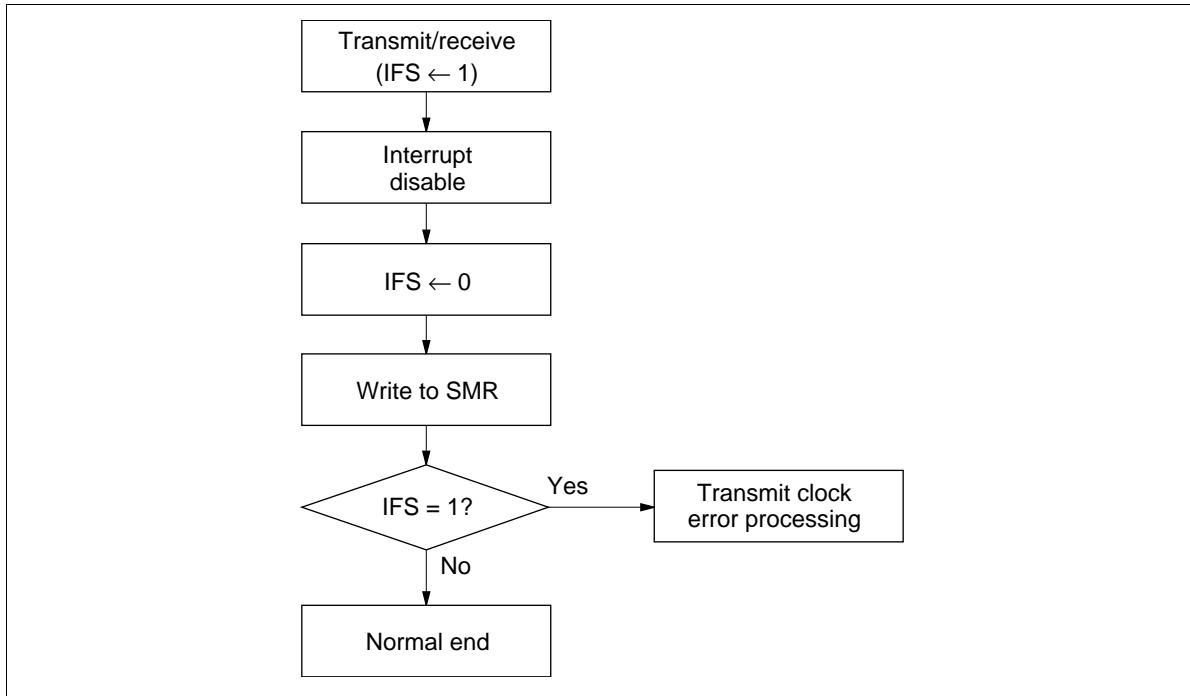 Transmit/receive
(IFS ← 1)
Interrupt
disable
IFS ← 0
Write to SMR
IFS = 1?
Yes
Transmit clock
error processing
No
Normal end